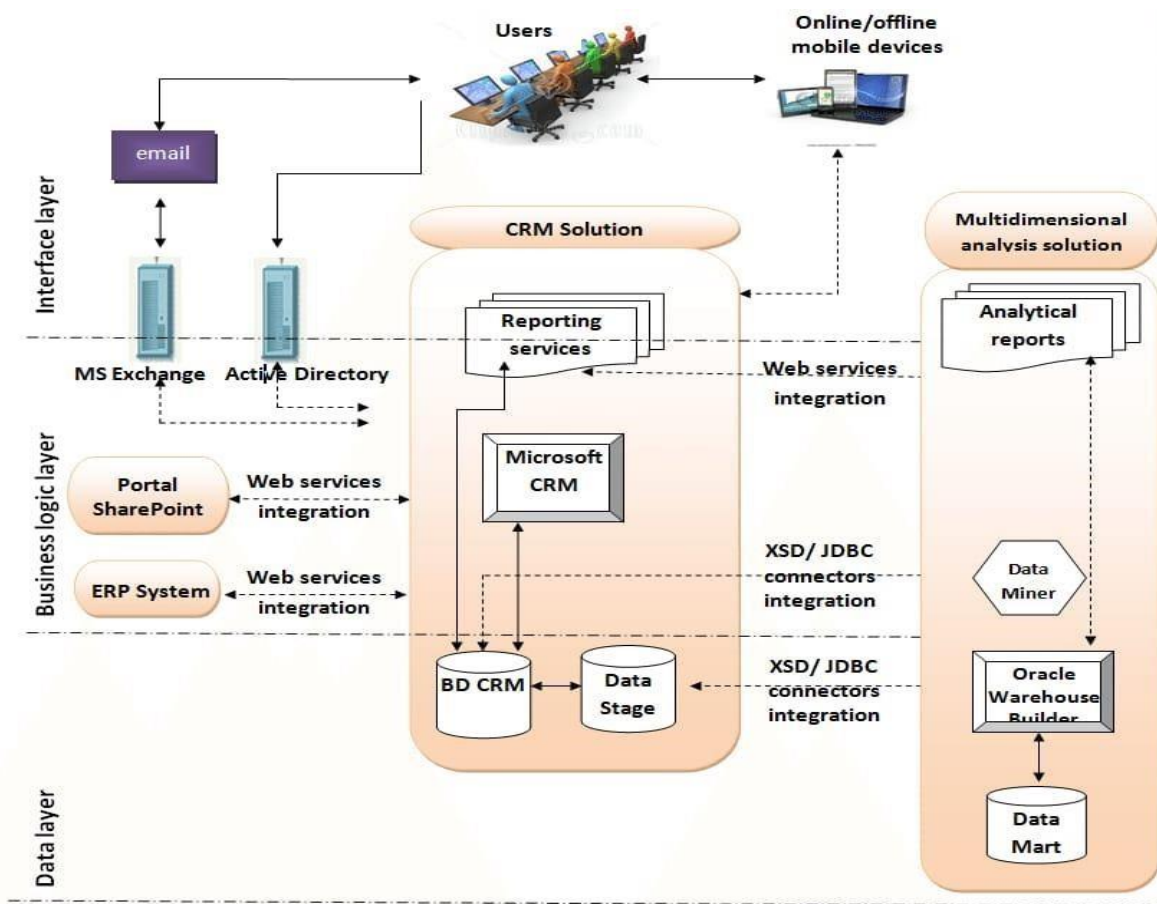 Users
Online/offline
mobile devices
email
Interface layer
CRM Solution
Multidimensional
analysis solution
Reporting
services
Analytical
reports
MS Exchange
Active Directory
Web services
integration
Business logic layer
Portal
SharePoint
Web services
integration
Microsoft
CRM
ERP System
Web services
integration
XSD/ JDBC
connectors
integration
Data
Miner
BD CRM
Data
Stage
XSD/ JDBC
connectors
integration
Oracle
Warehouse
Builder
Data layer
Data
Mart